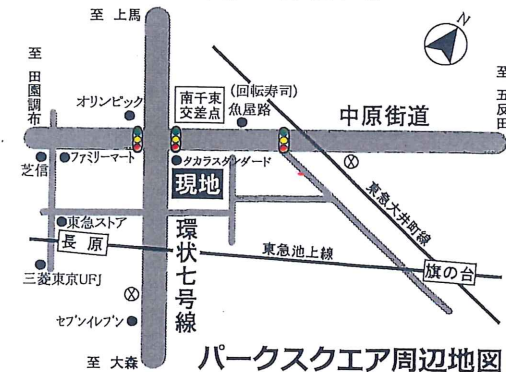 至 上馬
N
至 田園調布
オリンピック
南千束
交差点
(回転寿司)
魚屋路
中原街道
至 五反田
芝信
ファミリーマート
タカラスタンダード
現地
東急大井町線
東急ストア
長原
環状七号線
東急池上線
旗の台
三菱東京UFJ
セブンイレブン
至 大森
パークスクエア周辺地図